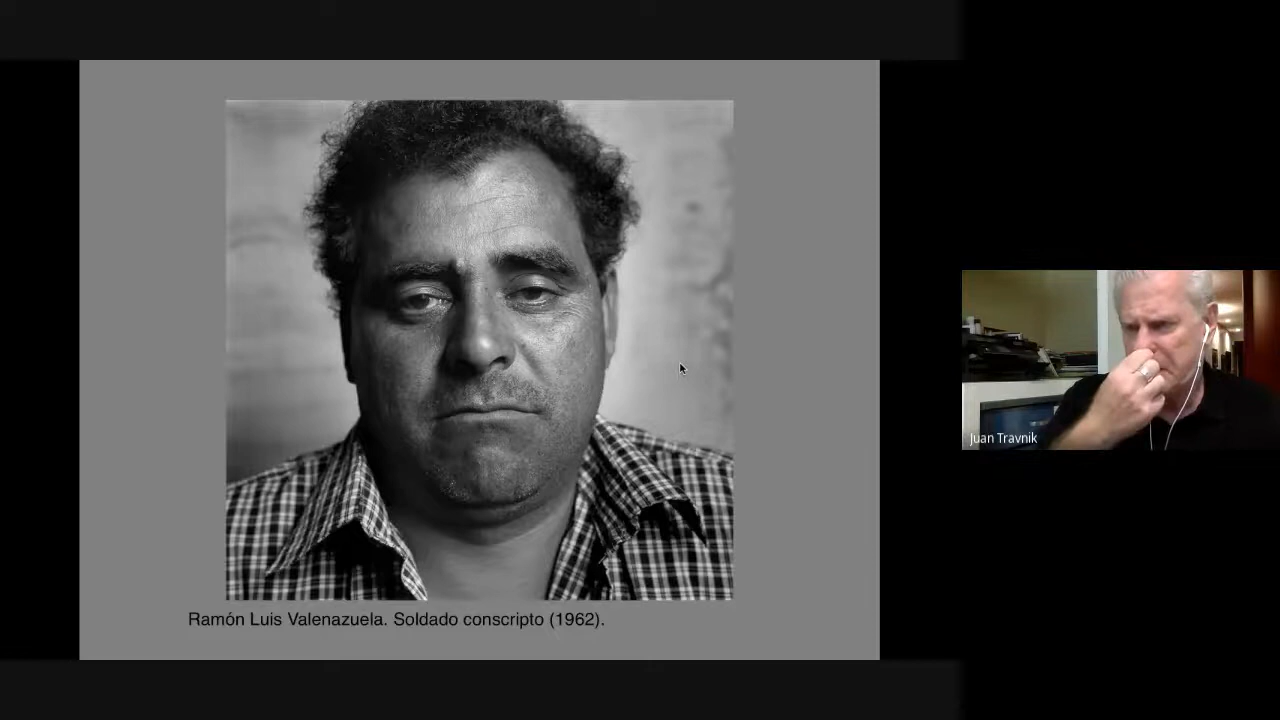 Ramón Luis Valenazuela. Soldado conscripto (1962).
Juan Travnik